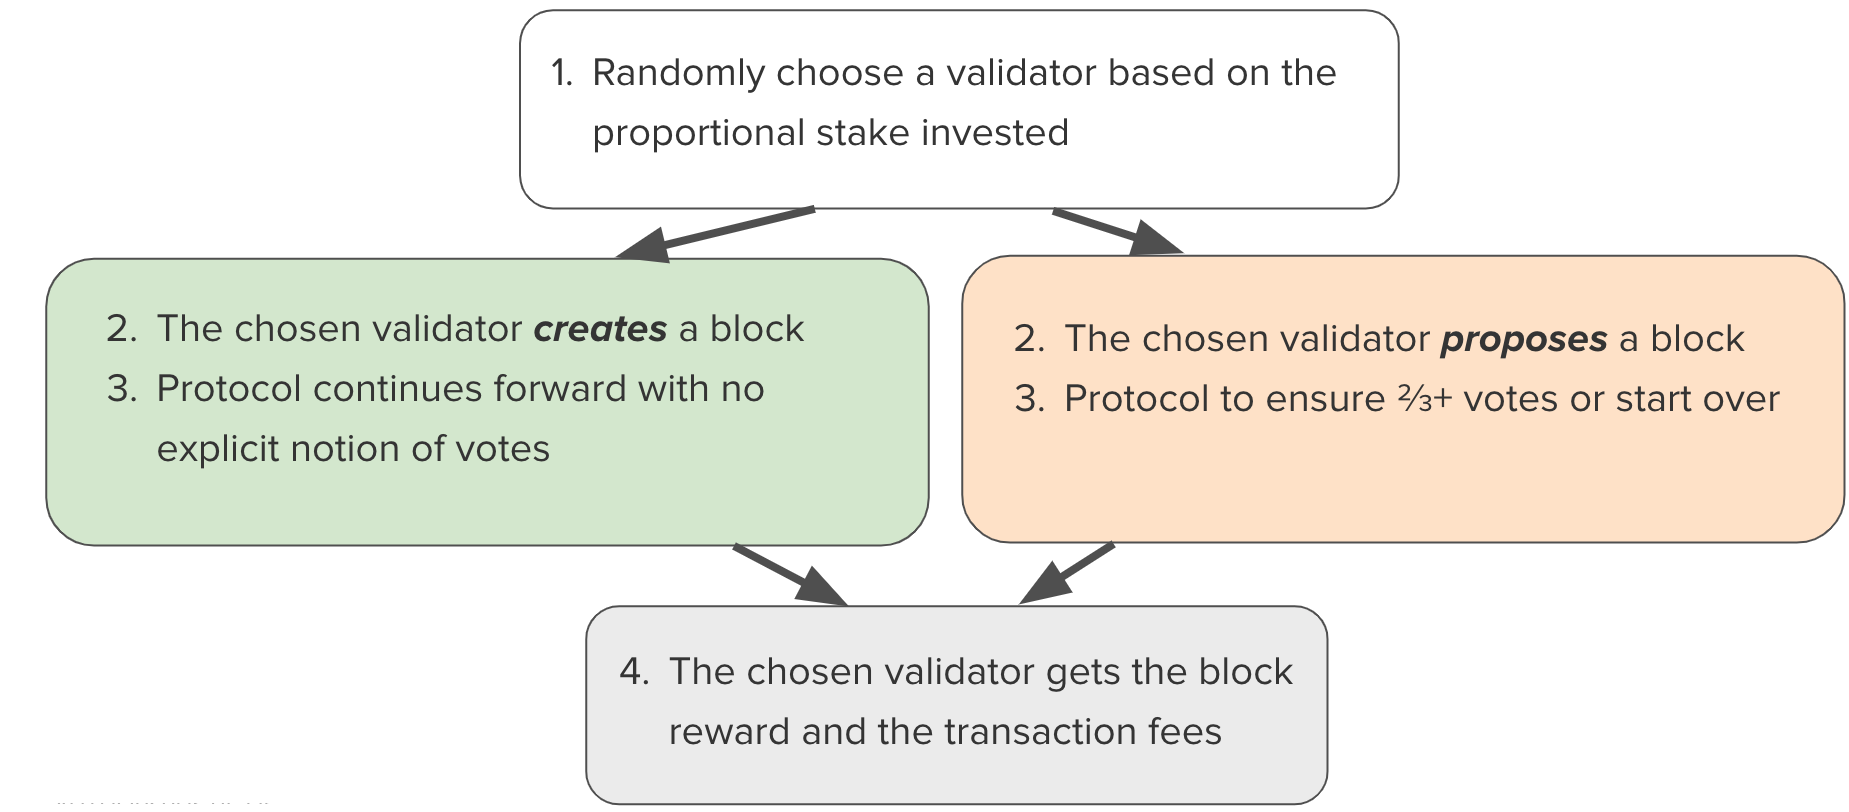 1. Randomly choose a validator based on the
proportional stake invested
2. The chosen validator creates a block
3. Protocol continues forward with no
explicit notion of votes
2. The chosen validator proposes a block
3. Protocol to ensure ⅔+ votes or start over
4. The chosen validator gets the block
reward and the transaction fees